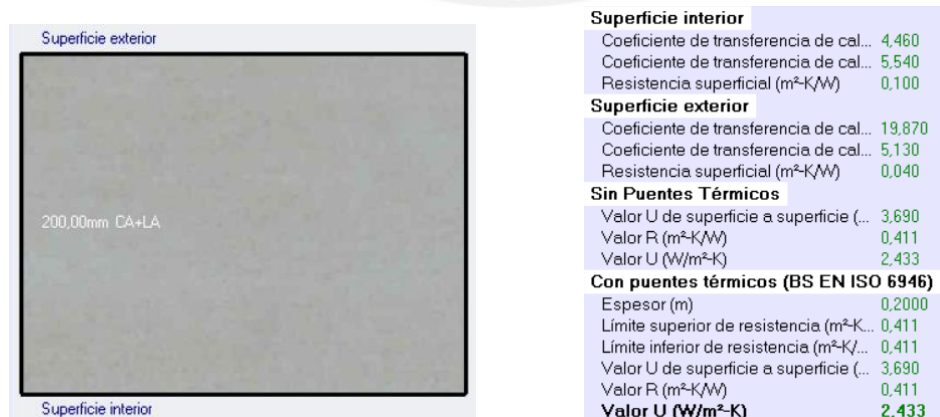 Superficie exterior
200,00mm CA+LA
Superficie interior
Superficie interior
Coeficiente de transferencia de cal... 4,460
Coeficiente de transferencia de cal... 5,540
Resistencia superficial (m²-K/W) 0,100
Superficie exterior
Coeficiente de transferencia de cal... 19,870
Coeficiente de transferencia de cal... 5,130
Resistencia superficial (m²-K/W) 0,040
Sin Puentes Térmicos
Valor U de superficie a superficie (... 3,690
Valor R (m²-K/W) 0,411
Valor U (W/m²-K) 2,433
Con puentes térmicos (BS EN ISO 6946)
Espesor (m) 0,2000
Límite superior de resistencia (m²-K... 0,411
Límite inferior de resistencia (m²-K/... 0,411
Valor U de superficie a superficie (... 3,690
Valor R (m²-K/W) 0,411
Valor U (W/m²-K) 2,433